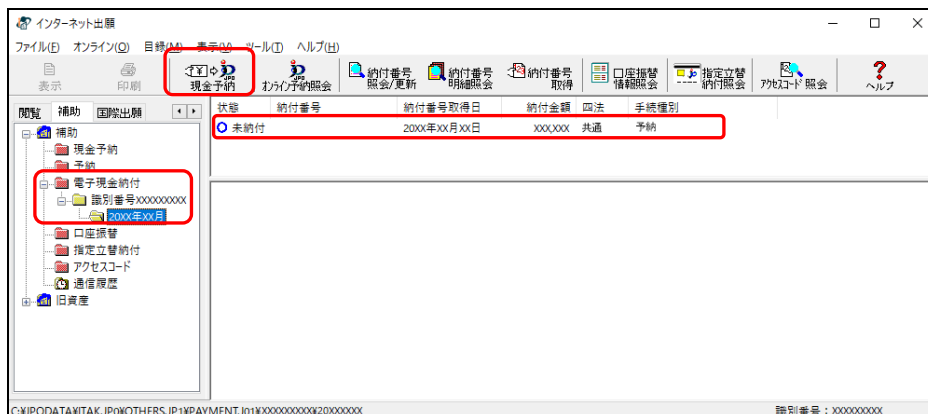 インターネット出願
ファイル(F) オンライン(O) 目録(M) 表示(V) ツール(T) ヘルプ(H)
表示 印刷 現金予納 オンライン予納照会 納付番号照会/更新 納付番号明細照会 納付番号取得 口座振替情報照会 指定立替納付照会 アクセスコード照会 ヘルプ
閲覧 補助 国際出願
状態 納付番号 納付番号取得日 納付金額 四法 手続種別
未納付 20XX年XX月XX日 XXX,XXX 共通 予納
補助
現金予納
予納
電子現金納付
識別番号XXXXXXXXX
20XX年XX月
口座振替
指定立替納付
アクセスコード
通信履歴
旧資産
C:¥JPODATA¥ITAK.JP0¥OTHERS.JP1¥PAYMENT.J01¥XXXXXXXXX¥20XXXXXX 識別番号：XXXXXXXXX